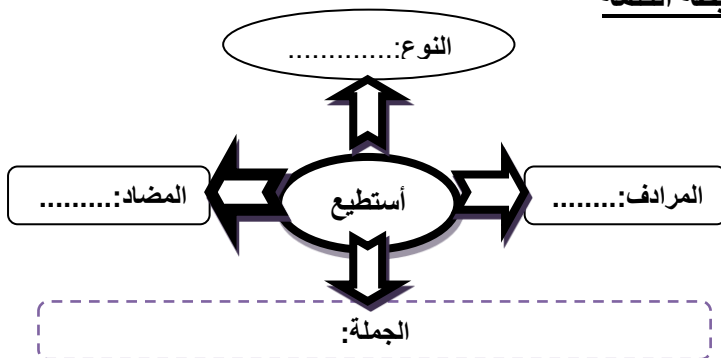 النوع:..............
المرادف:........
أستطيع
المضاد:.........
الجملة: